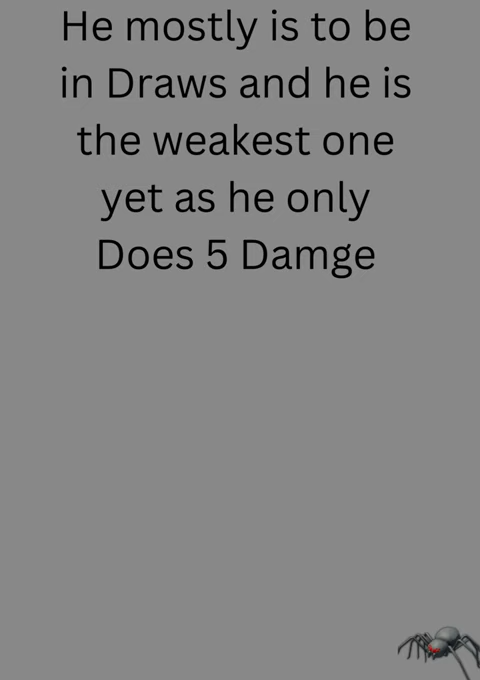 He mostly is to be
in Draws and he is
the weakest one
yet as he only
Does 5 Damge